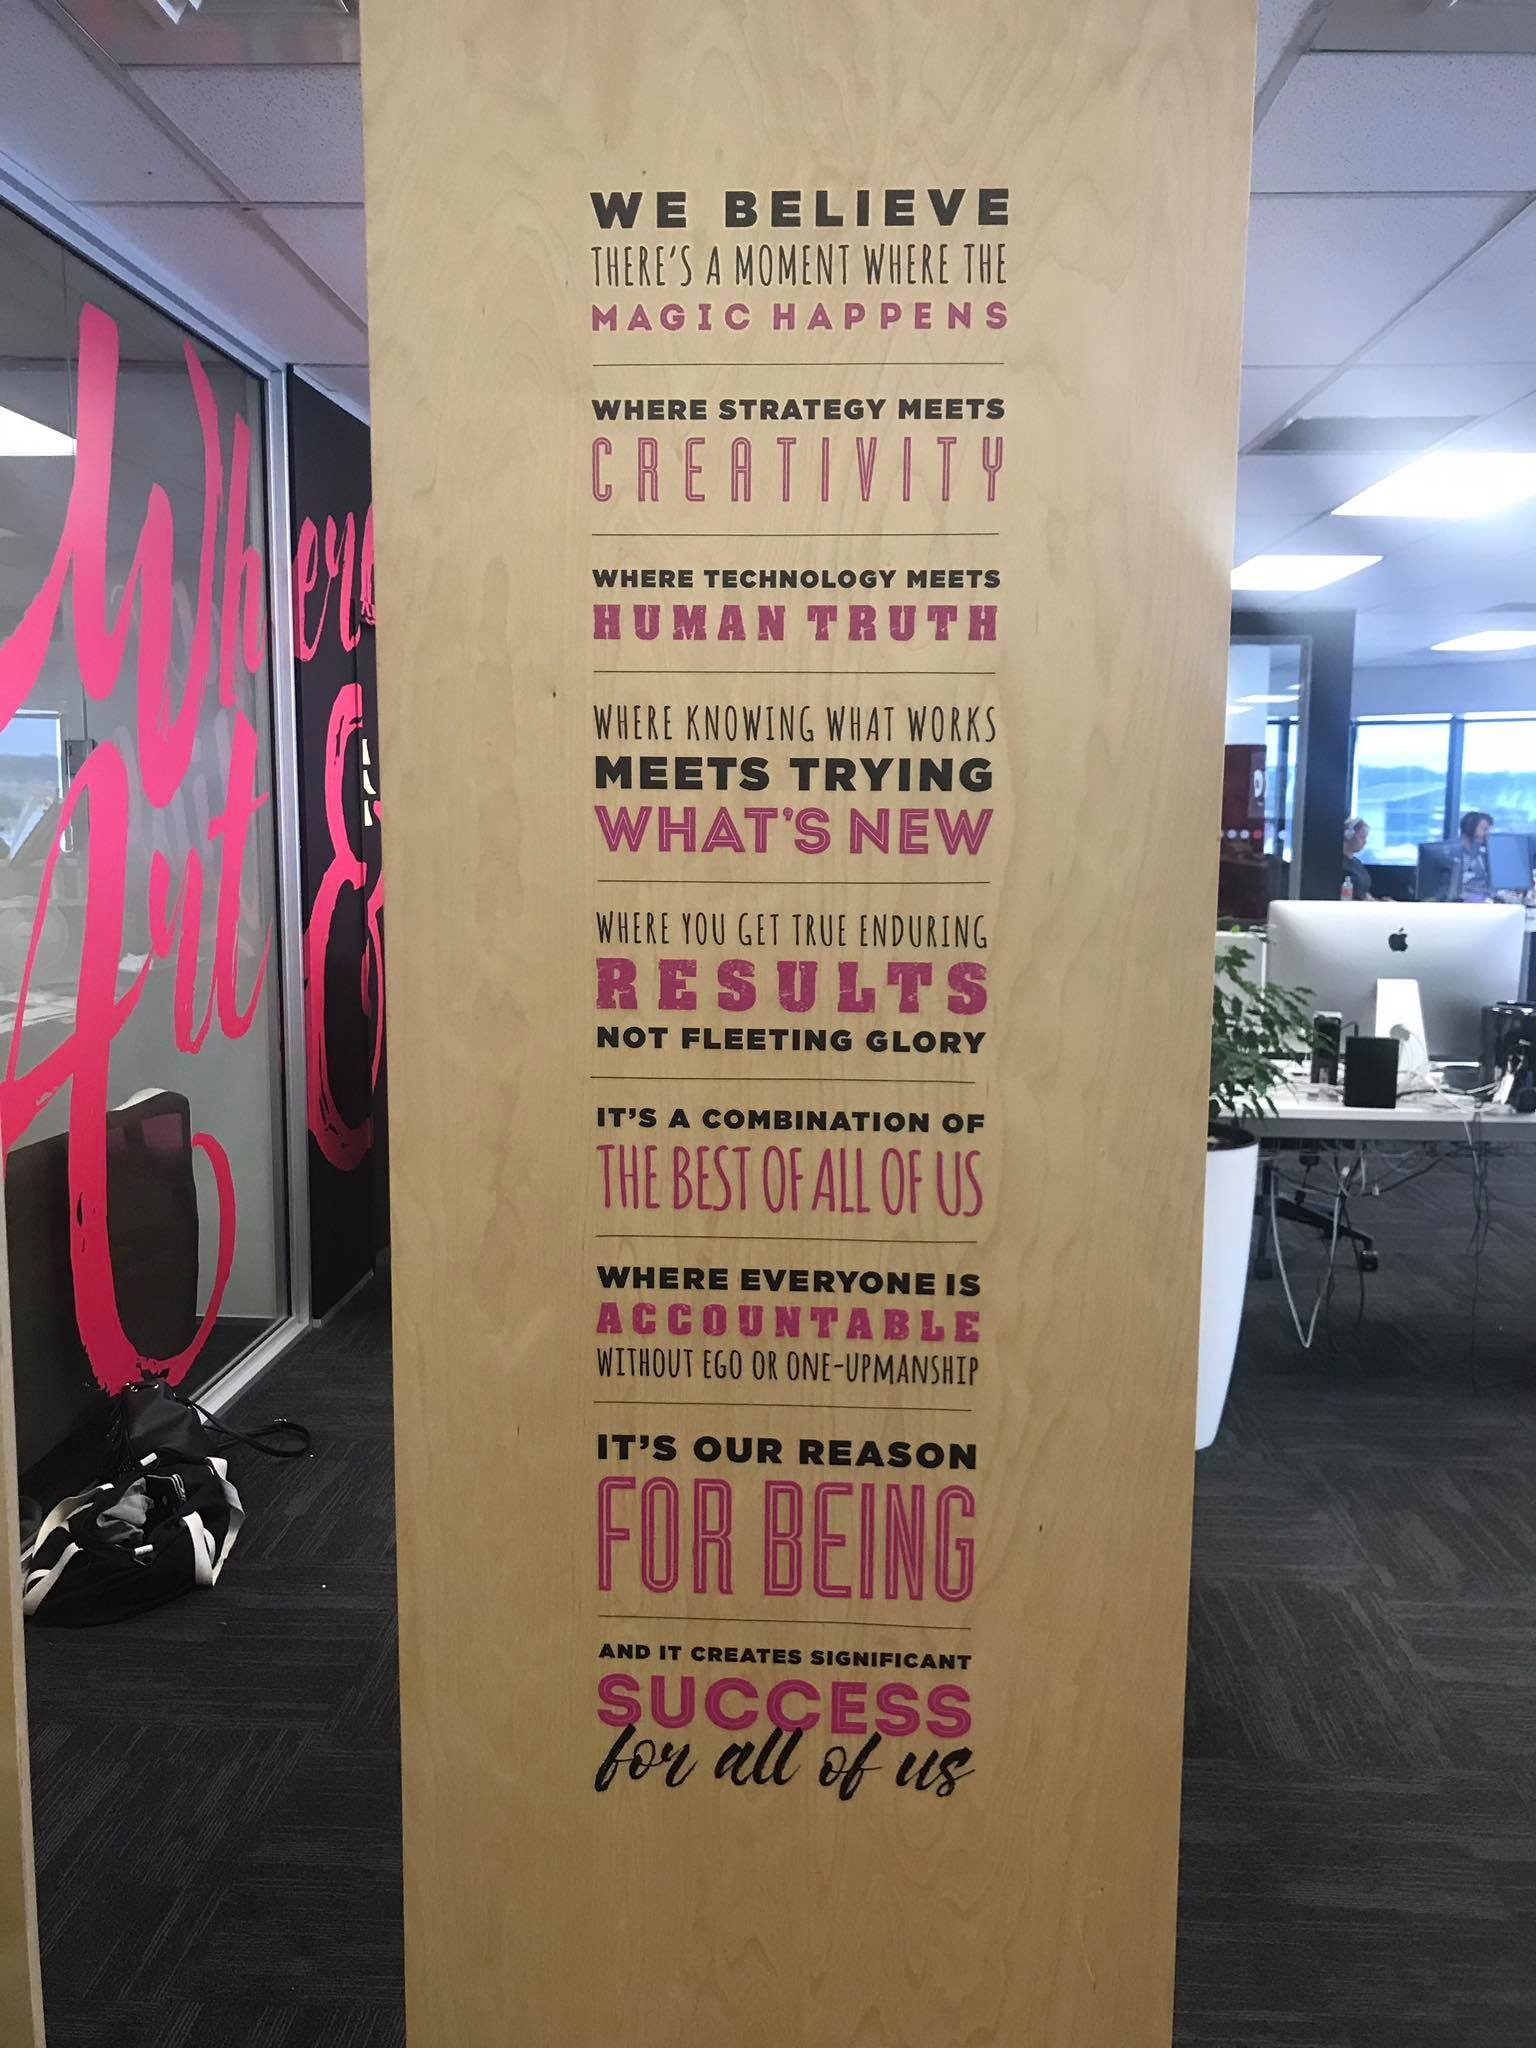 WE BELIEVE
THERE'S A MOMENT WHERE THE
MAGIC HAPPENS
WHERE STRATEGY MEETS
CREATIVITY
WHERE TECHNOLOGY MEETS
HUMAN TRUTH
WHERE KNOWING WHAT WORKS
MEETS TRYING
WHAT'S NEW
WHERE YOU GET TRUE ENDURING
RESULTS
NOT FLEETING GLORY
IT'S A COMBINATION OF
THE BEST OF ALL OF US
WHERE EVERYONE IS
ACCOUNTABLE
WITHOUT EGO OR ONE-UPMANSHIP
IT'S OUR REASON
FOR BEING
AND IT CREATES SIGNIFICANT
SUCCESS
for all of us
Where
Art &